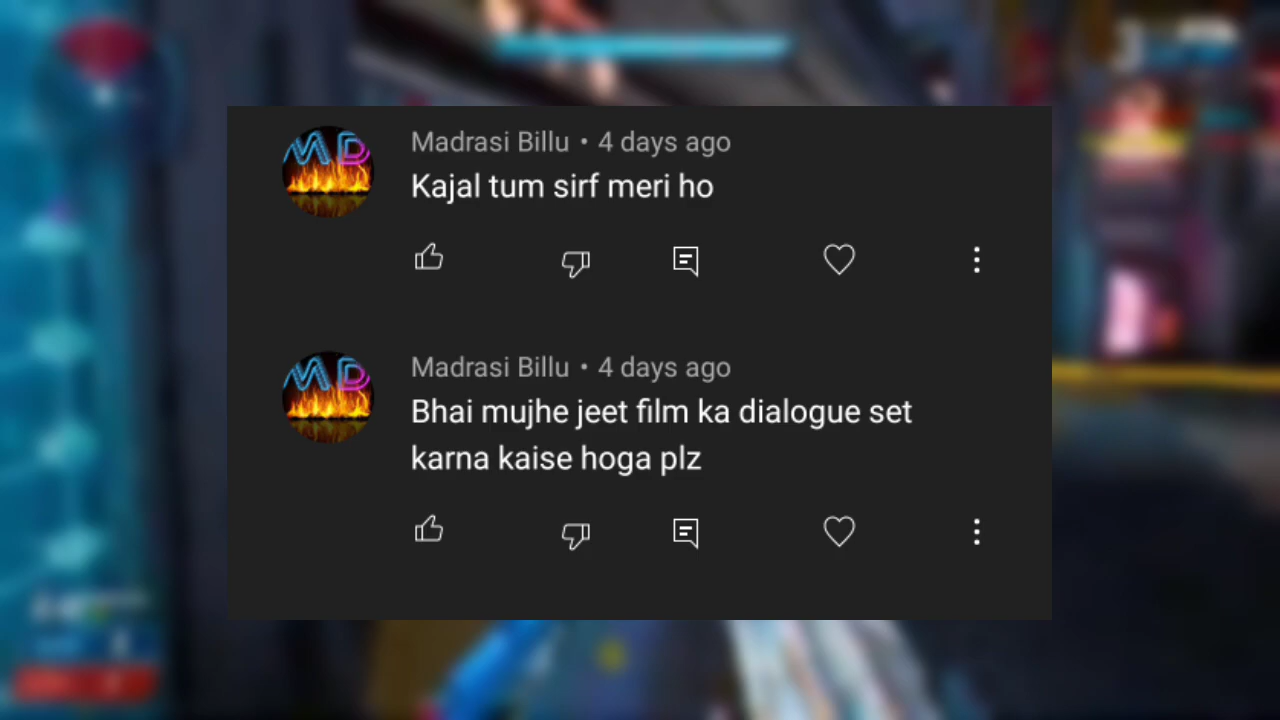 Madrasi Billu • 4 days ago
Kajal tum sirf meri ho
Madrasi Billu • 4 days ago
Bhai mujhe jeet film ka dialogue set
karna kaise hoga plz